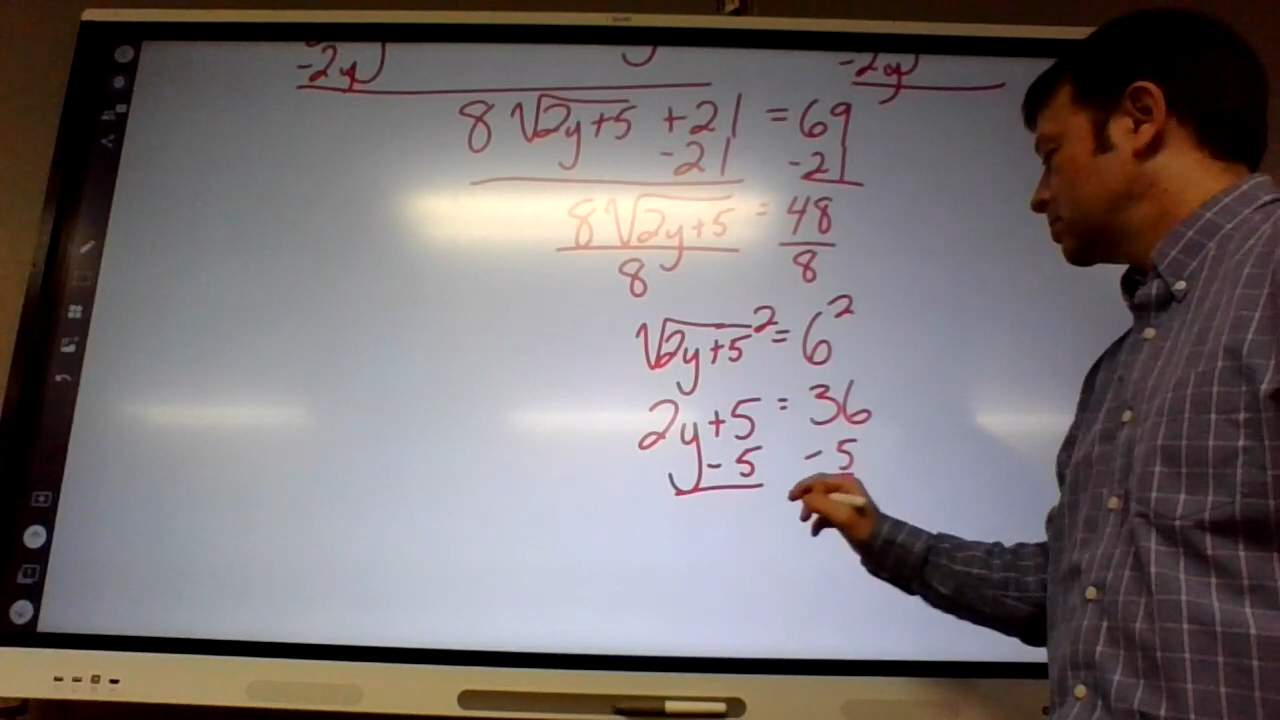 -2y -2y
8√2y+5 +21 = 69
-21 -21
8√2y+5 = 48
8 8
√2y+5² = 6²
2y+5 = 36
-5 -5